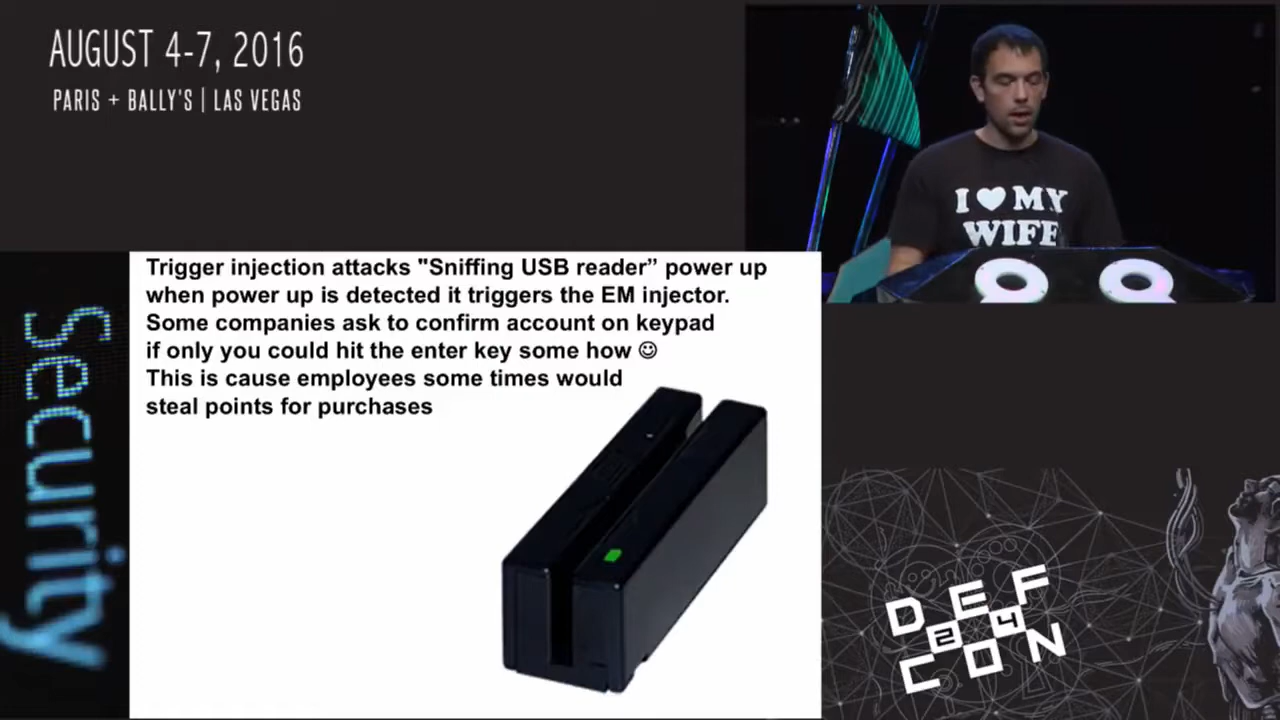 AUGUST 4-7, 2016
PARIS + BALLY'S | LAS VEGAS
I ♥ MY
WIFE
Security
Trigger injection attacks "Sniffing USB reader” power up
when power up is detected it triggers the EM injector.
Some companies ask to confirm account on keypad
if only you could hit the enter key some how ☺
This is cause employees some times would
steal points for purchases
DEF
24
CON